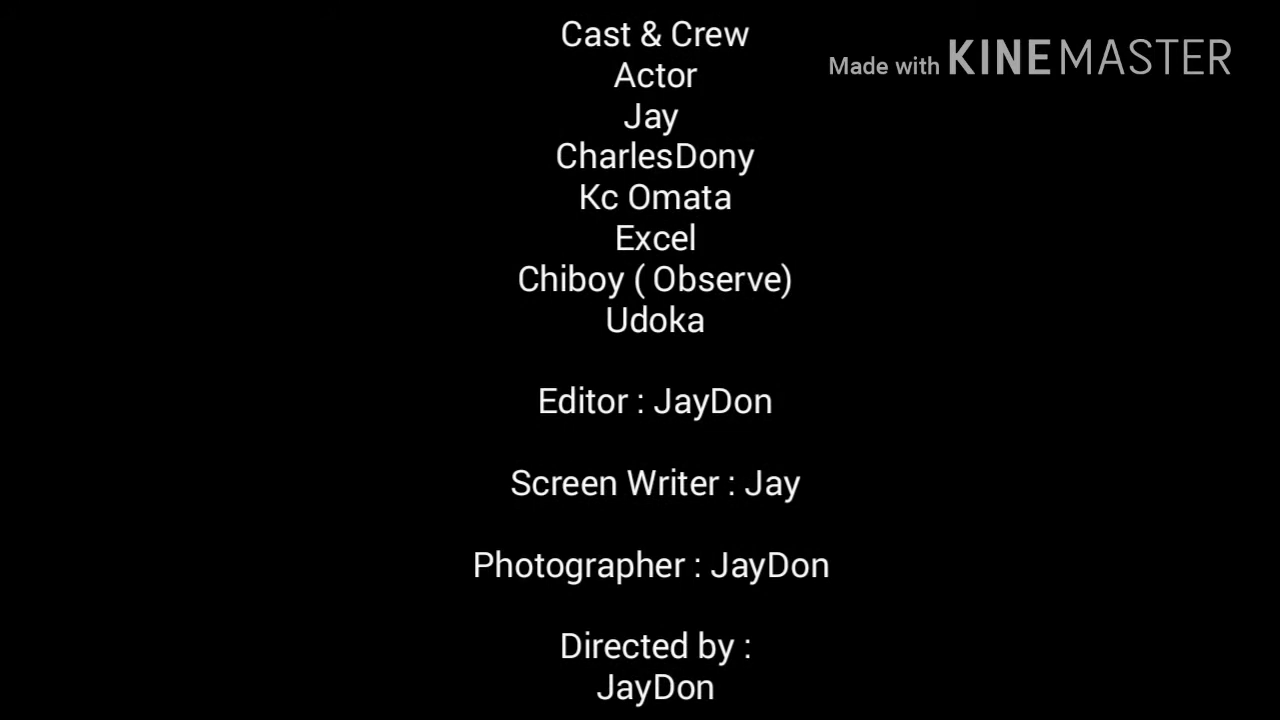 Cast & Crew
Made with KINEMASTER
Actor
Jay
CharlesDony
Kc Omata
Excel
Chiboy ( Observe)
Udoka
Editor : JayDon
Screen Writer : Jay
Photographer : JayDon
Directed by :
JayDon